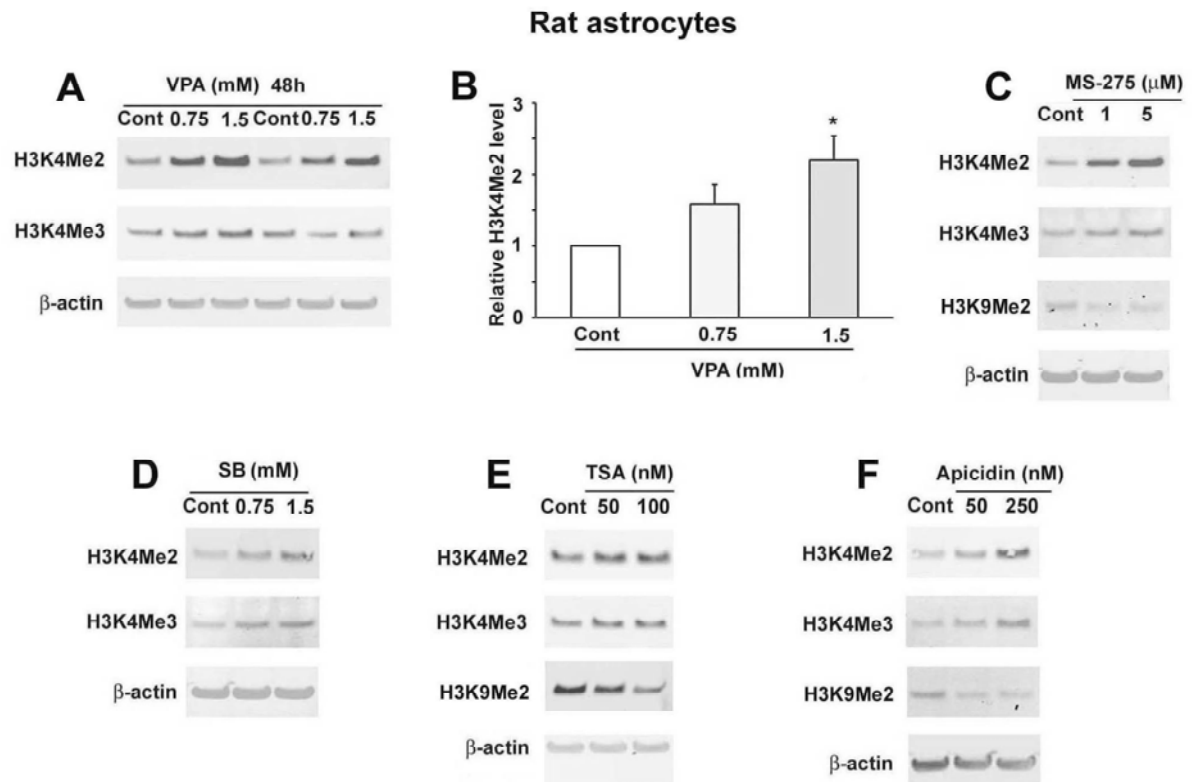 Rat astrocytes
A
VPA (mM) 48h
Cont 0.75 1.5 Cont 0.75 1.5
H3K4Me2
H3K4Me3
β-actin
B
Relative H3K4Me2 level
3
2
1
0
*
Cont 0.75 1.5
VPA (mM)
C
MS-275 (μM)
Cont 1 5
H3K4Me2
H3K4Me3
H3K9Me2
β-actin
D
SB (mM)
Cont 0.75 1.5
H3K4Me2
H3K4Me3
β-actin
E
TSA (nM)
Cont 50 100
H3K4Me2
H3K4Me3
H3K9Me2
β-actin
F
Apicidin (nM)
Cont 50 250
H3K4Me2
H3K4Me3
H3K9Me2
β-actin